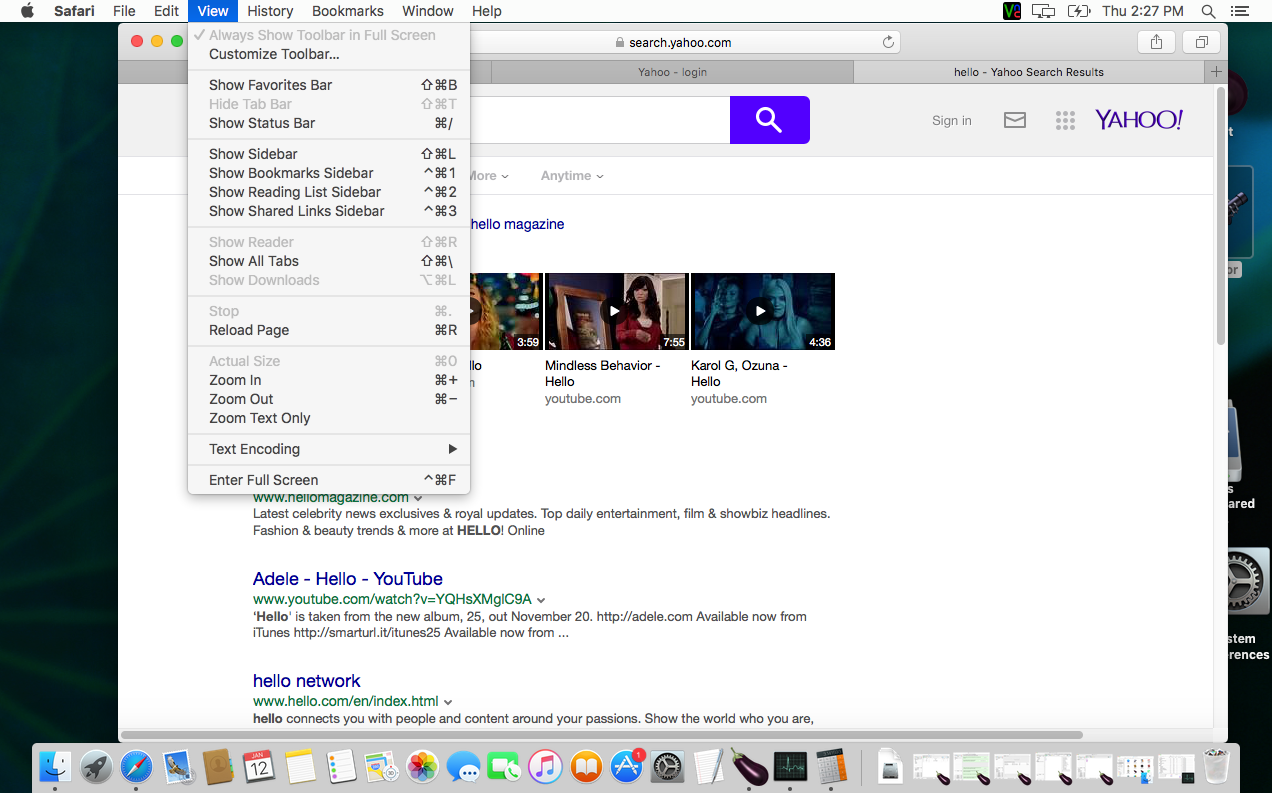 Safari File Edit View History Bookmarks Window Help
Thu 2:27 PM
✓ Always Show Toolbar in Full Screen
Customize Toolbar...
Show Favorites Bar ⇧⌘B
Hide Tab Bar ⇧⌘T
Show Status Bar ⌘/
Show Sidebar ⇧⌘L
Show Bookmarks Sidebar ^⌘1
Show Reading List Sidebar ^⌘2
Show Shared Links Sidebar ^⌘3
Show Reader ⇧⌘R
Show All Tabs ⇧⌘\
Show Downloads ⌥⌘L
Stop ⌘.
Reload Page ⌘R
Actual Size ⌘0
Zoom In ⌘+
Zoom Out ⌘−
Zoom Text Only
Text Encoding
Enter Full Screen ^⌘F
search.yahoo.com
Yahoo - login
hello - Yahoo Search Results
Sign in
YAHOO!
More
Anytime
hello magazine
3:59
7:55
4:36
llo
Mindless Behavior -
Hello
youtube.com
Karol G, Ozuna -
Hello
youtube.com
www.hellomagazine.com
Latest celebrity news exclusives & royal updates. Top daily entertainment, film & showbiz headlines.
Fashion & beauty trends & more at HELLO! Online
Adele - Hello - YouTube
www.youtube.com/watch?v=YQHsXMglC9A
'Hello' is taken from the new album, 25, out November 20. http://adele.com Available now from
iTunes http://smarturl.it/itunes25 Available now from ...
hello network
www.hello.com/en/index.html
hello connects you with people and content around your passions. Show the world who you are,
t
or
s
ared
stem
rences
JAN
12
1